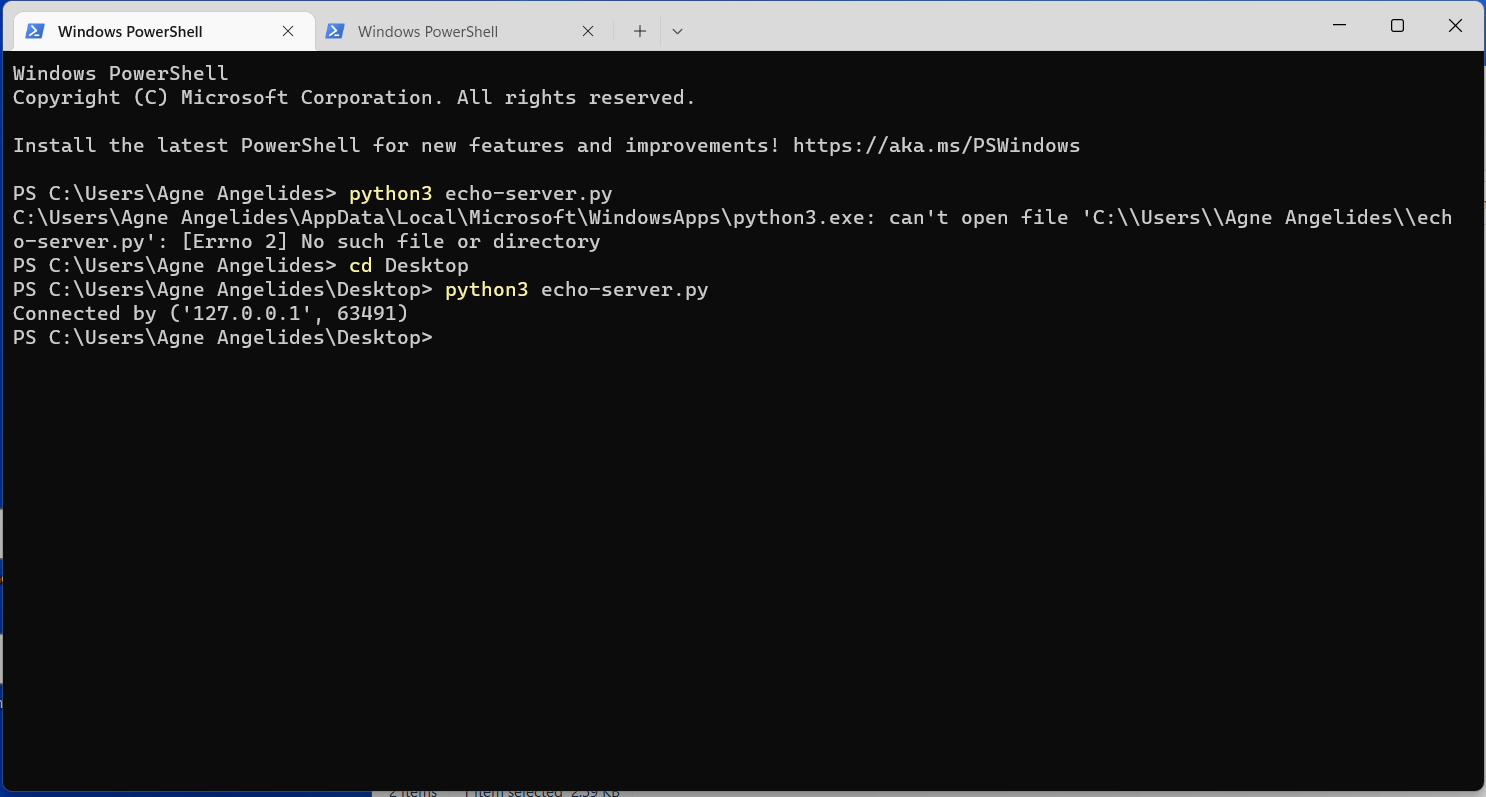 Windows PowerShell
Windows PowerShell
Windows PowerShell
Copyright (C) Microsoft Corporation. All rights reserved.
Install the latest PowerShell for new features and improvements! https://aka.ms/PSWindows
PS C:\Users\Agne Angelides> python3 echo-server.py
C:\Users\Agne Angelides\AppData\Local\Microsoft\WindowsApps\python3.exe: can't open file 'C:\\Users\\Agne Angelides\\ech
o-server.py': [Errno 2] No such file or directory
PS C:\Users\Agne Angelides> cd Desktop
PS C:\Users\Agne Angelides\Desktop> python3 echo-server.py
Connected by ('127.0.0.1', 63491)
PS C:\Users\Agne Angelides\Desktop>
2 items 1 item selected 2.59 KB